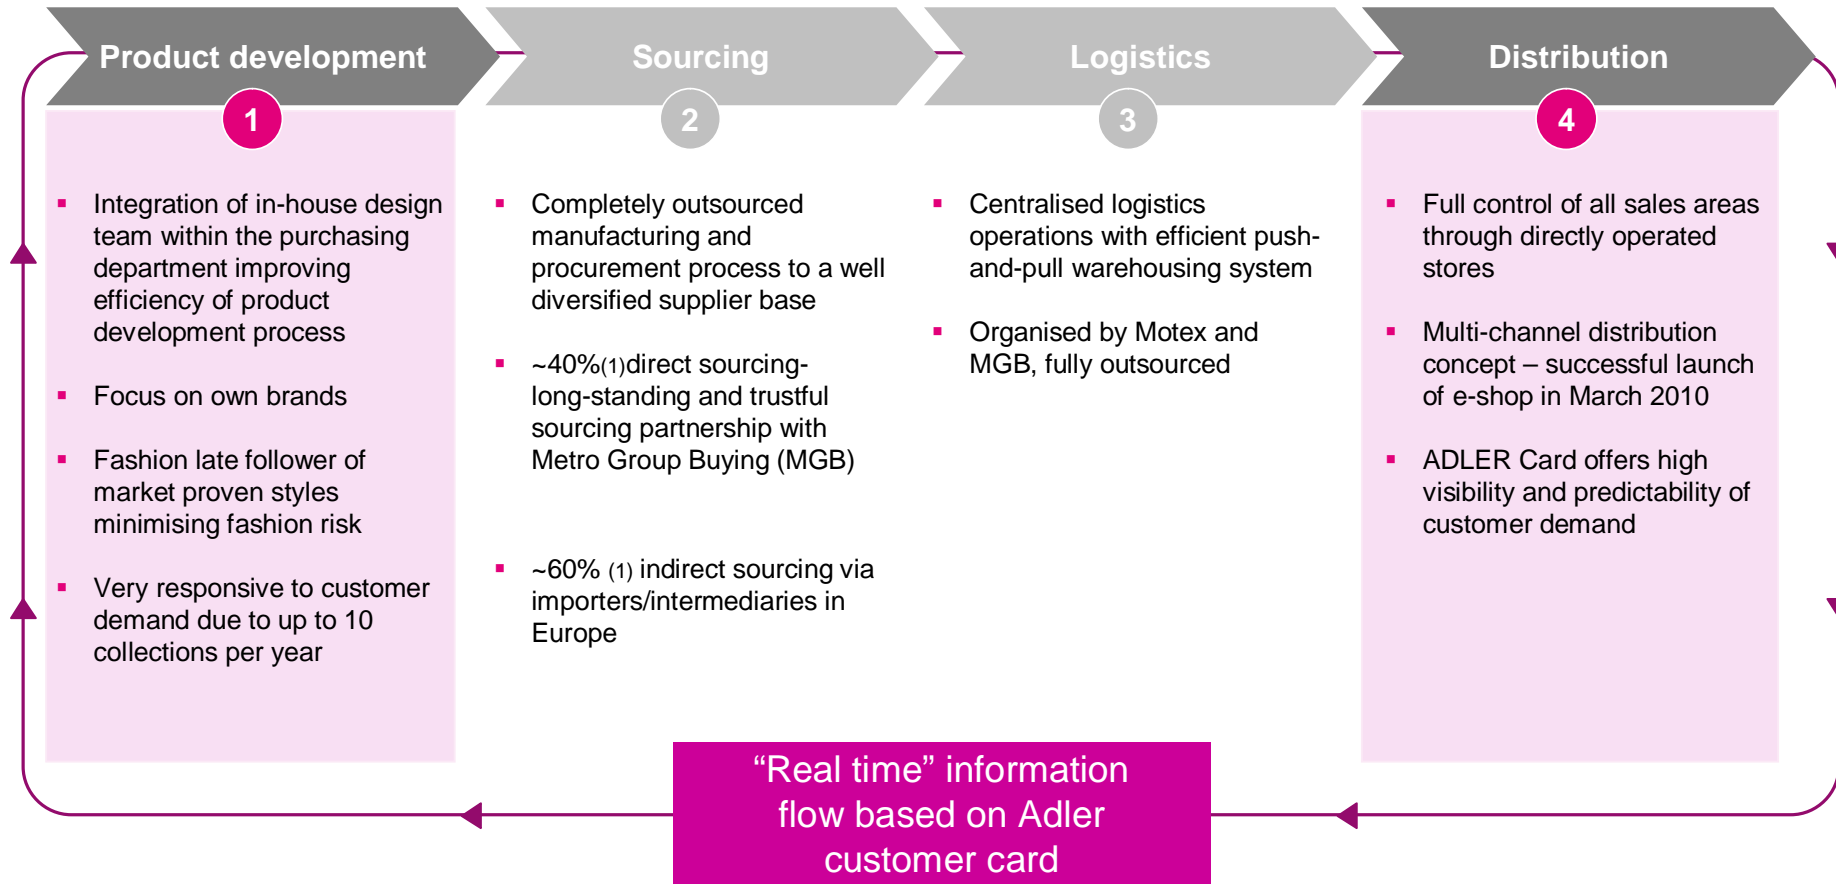 Product development
1
▪ Integration of in-house design
team within the purchasing
department improving
efficiency of product
development process
▪ Focus on own brands
▪ Fashion late follower of
market proven styles
minimising fashion risk
▪ Very responsive to customer
demand due to up to 10
collections per year
Sourcing
2
▪ Completely outsourced
manufacturing and
procurement process to a well
diversified supplier base
▪ ~40%(1)direct sourcing-
long-standing and trustful
sourcing partnership with
Metro Group Buying (MGB)
▪ ~60% (1) indirect sourcing via
importers/intermediaries in
Europe
Logistics
3
▪ Centralised logistics
operations with efficient push-
and-pull warehousing system
▪ Organised by Motex and
MGB, fully outsourced
Distribution
4
▪ Full control of all sales areas
through directly operated
stores
▪ Multi-channel distribution
concept – successful launch
of e-shop in March 2010
▪ ADLER Card offers high
visibility and predictability of
customer demand
“Real time” information
flow based on Adler
customer card